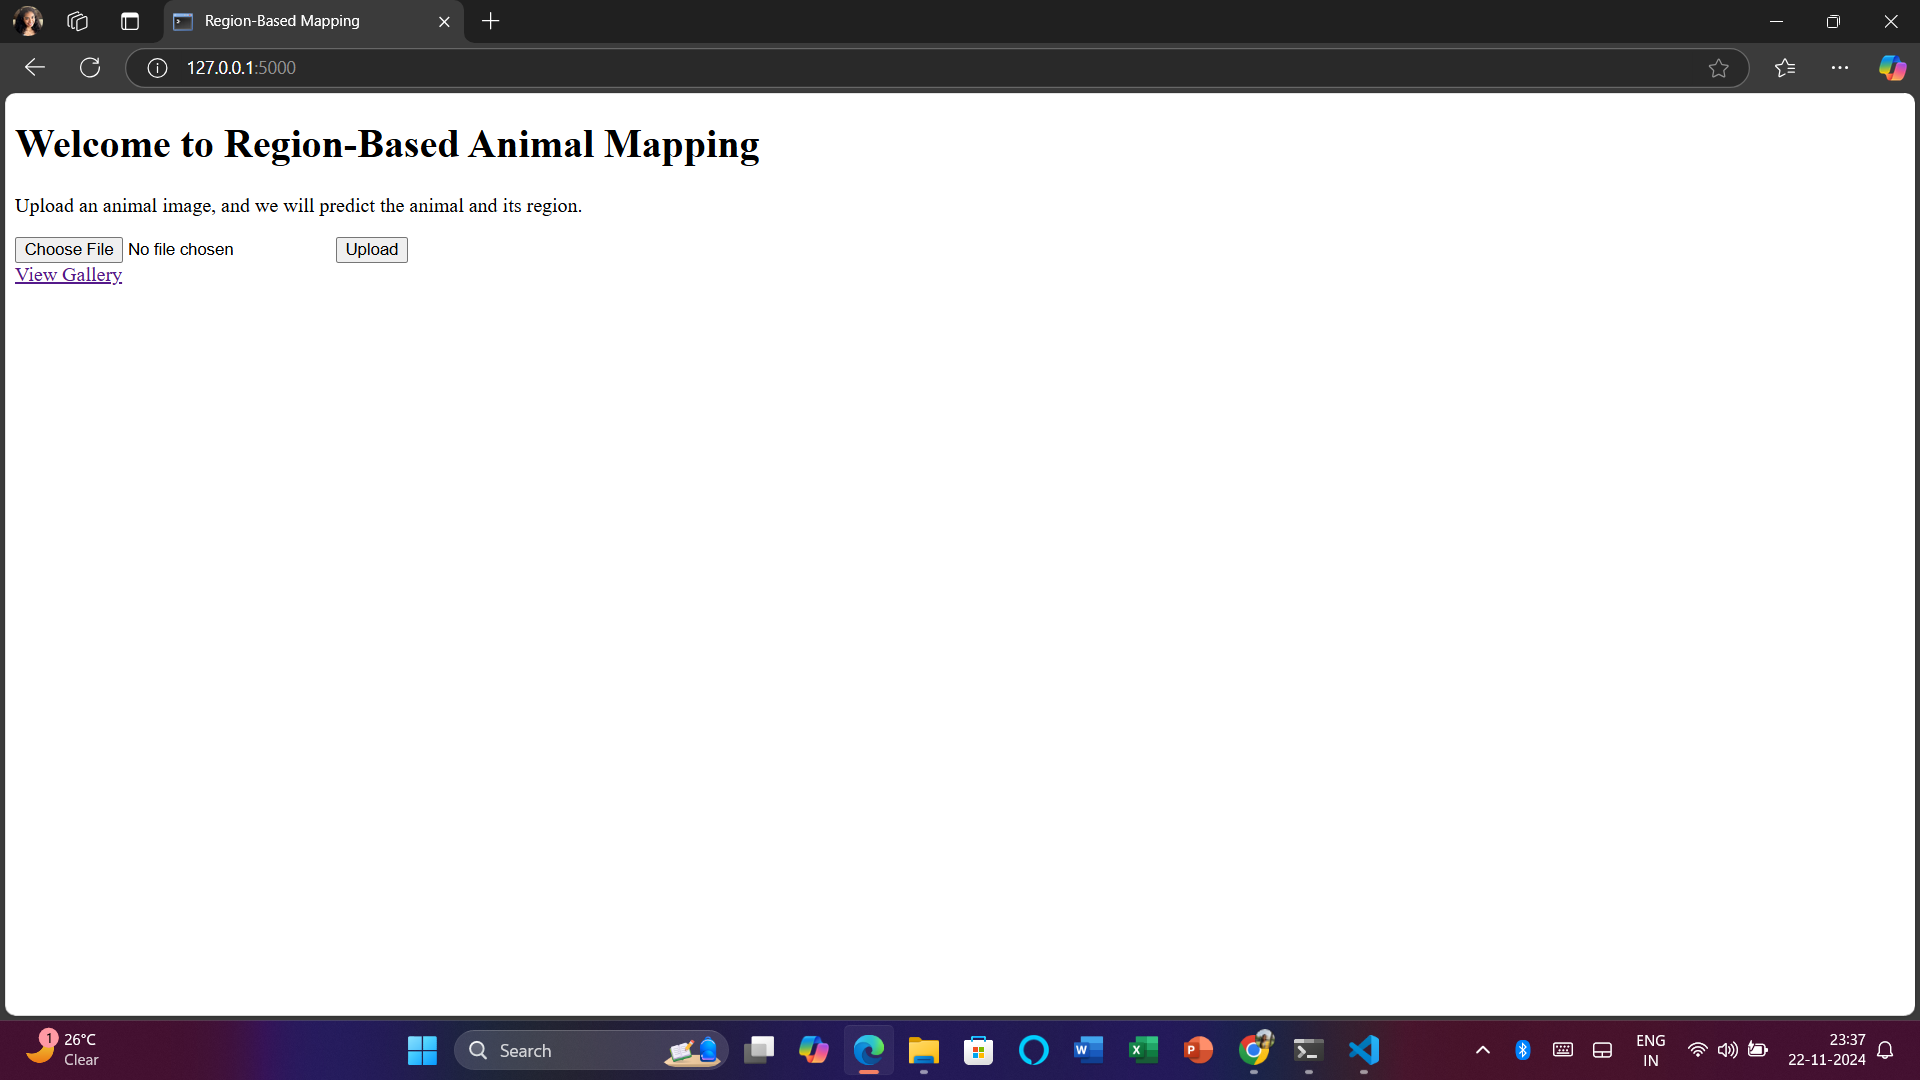 Region-Based Mapping
127.0.0.1:5000
Welcome to Region-Based Animal Mapping
Upload an animal image, and we will predict the animal and its region.
Choose File No file chosen Upload
View Gallery
1
26°C
Clear
Search
ENG
IN
23:37
22-11-2024